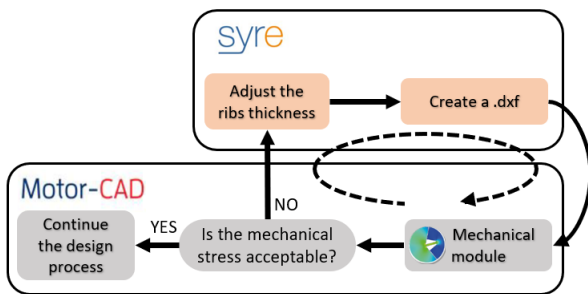 syre
Adjust the
ribs thickness
Create a .dxf
Motor-CAD
NO
YES
Continue
the design
process
Is the mechanical
stress acceptable?
Mechanical
module